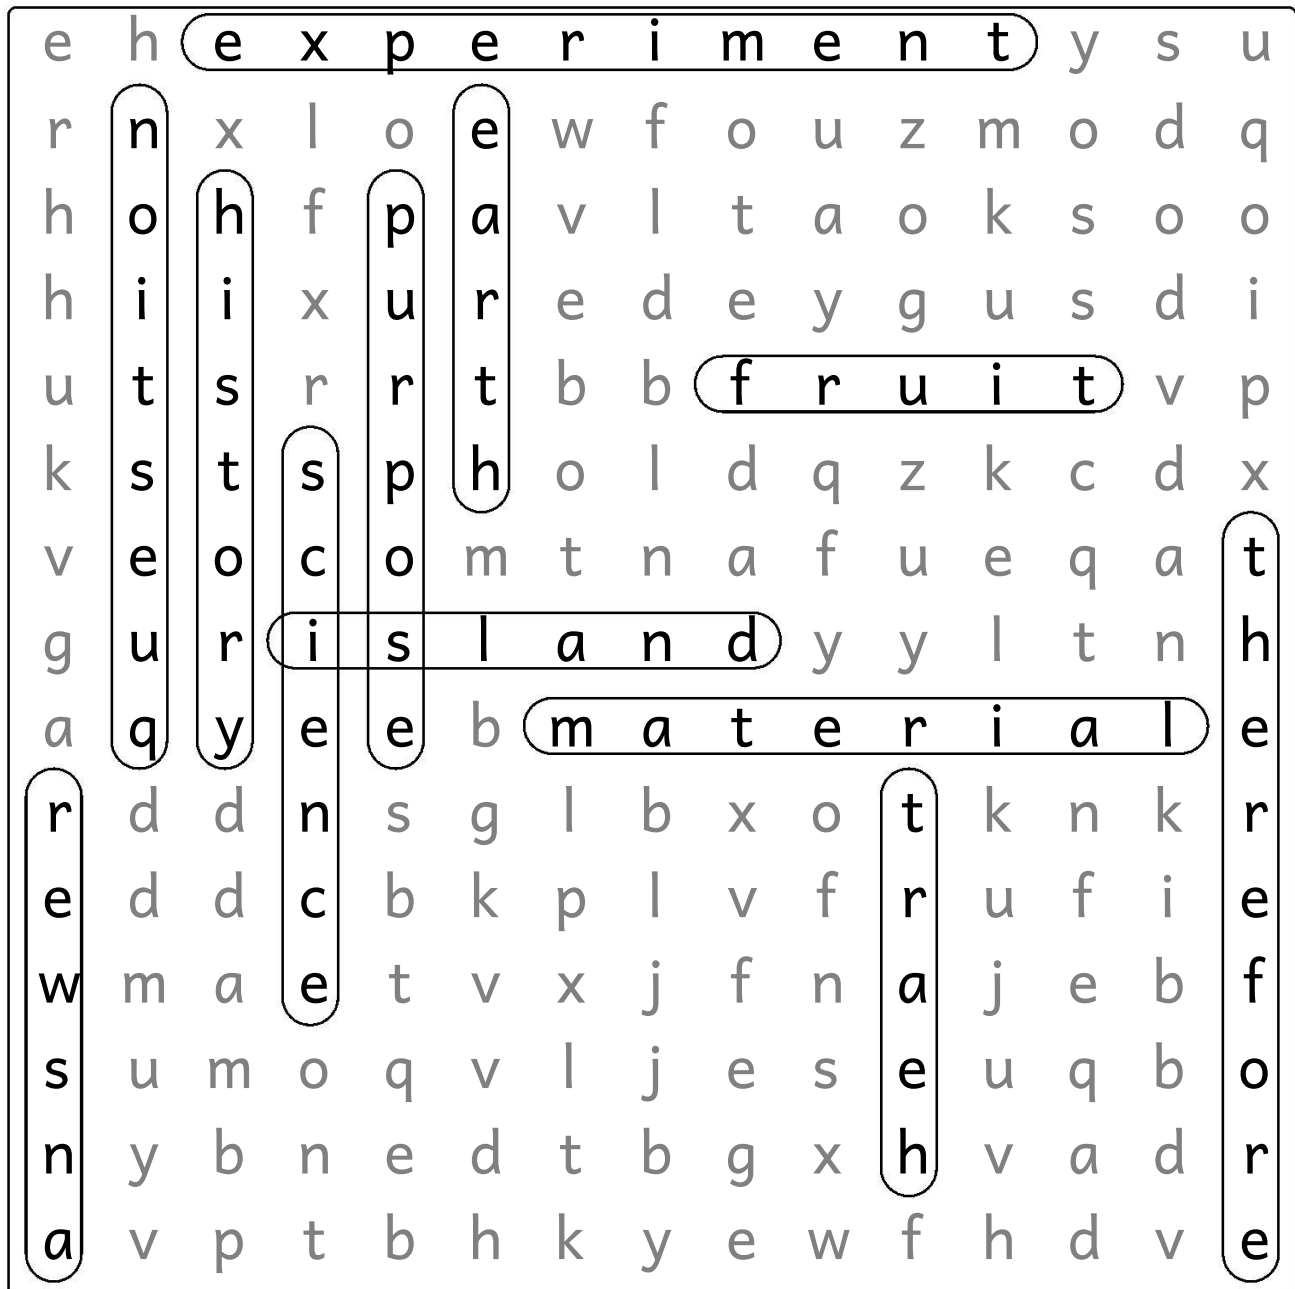 e h e x p e r i m e n t y s u
r n x l o e w f o u z m o d q
h o h f p a v l t a o k s o o
h i i x u r e d e y g u s d i
u t s r r t b b f r u i t v p
k s t s p h o l d q z k c d x
v e o c o m t n a f u e q a t
g u r i s l a n d y y l t n h
a q y e e b m a t e r i a l e
r d d n s g l b x o t k n k r
e d d c b k p l v f r u f i e
w m a e t v x j f n a j e b f
s u m o q v l j e s e u q b o
n y b n e d t b g x h v a d r
a v p t b h k y e w f h d v e